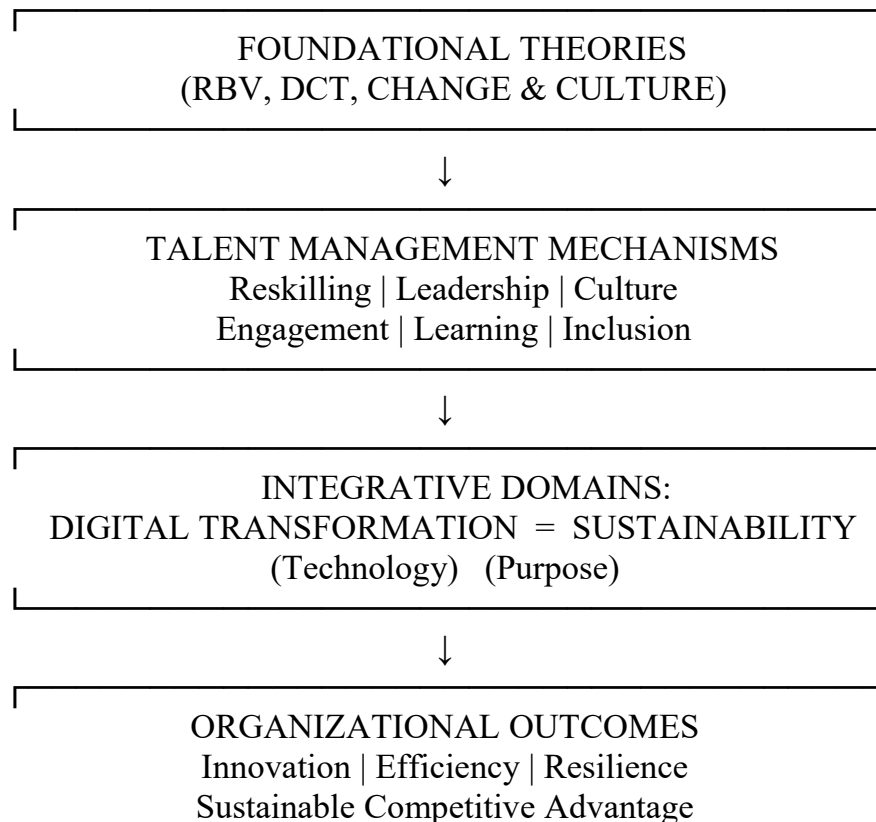 FOUNDATIONAL THEORIES
(RBV, DCT, CHANGE & CULTURE)
↓
TALENT MANAGEMENT MECHANISMS
Reskilling | Leadership | Culture
Engagement | Learning | Inclusion
↓
INTEGRATIVE DOMAINS:
DIGITAL TRANSFORMATION = SUSTAINABILITY
(Technology) (Purpose)
↓
ORGANIZATIONAL OUTCOMES
Innovation | Efficiency | Resilience
Sustainable Competitive Advantage